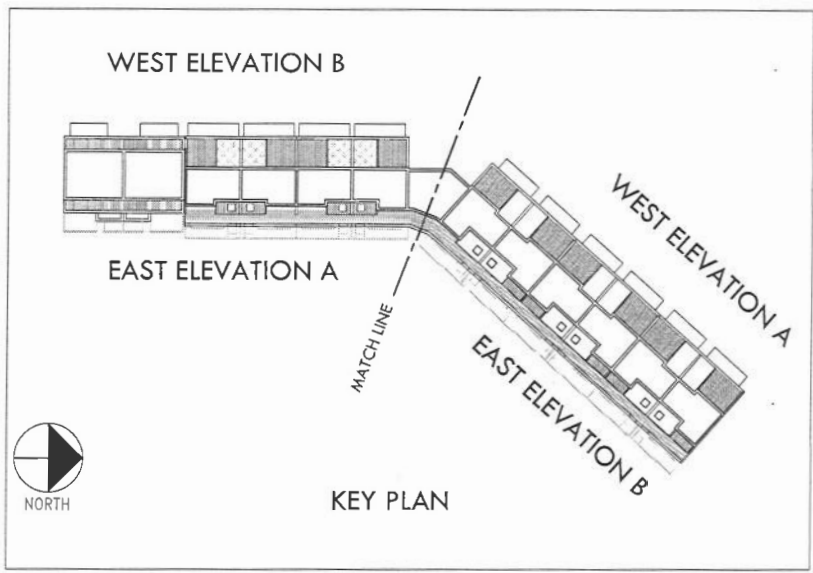 WEST ELEVATION B
WEST ELEVATION A
EAST ELEVATION A
MATCH LINE
EAST ELEVATION B
NORTH
KEY PLAN